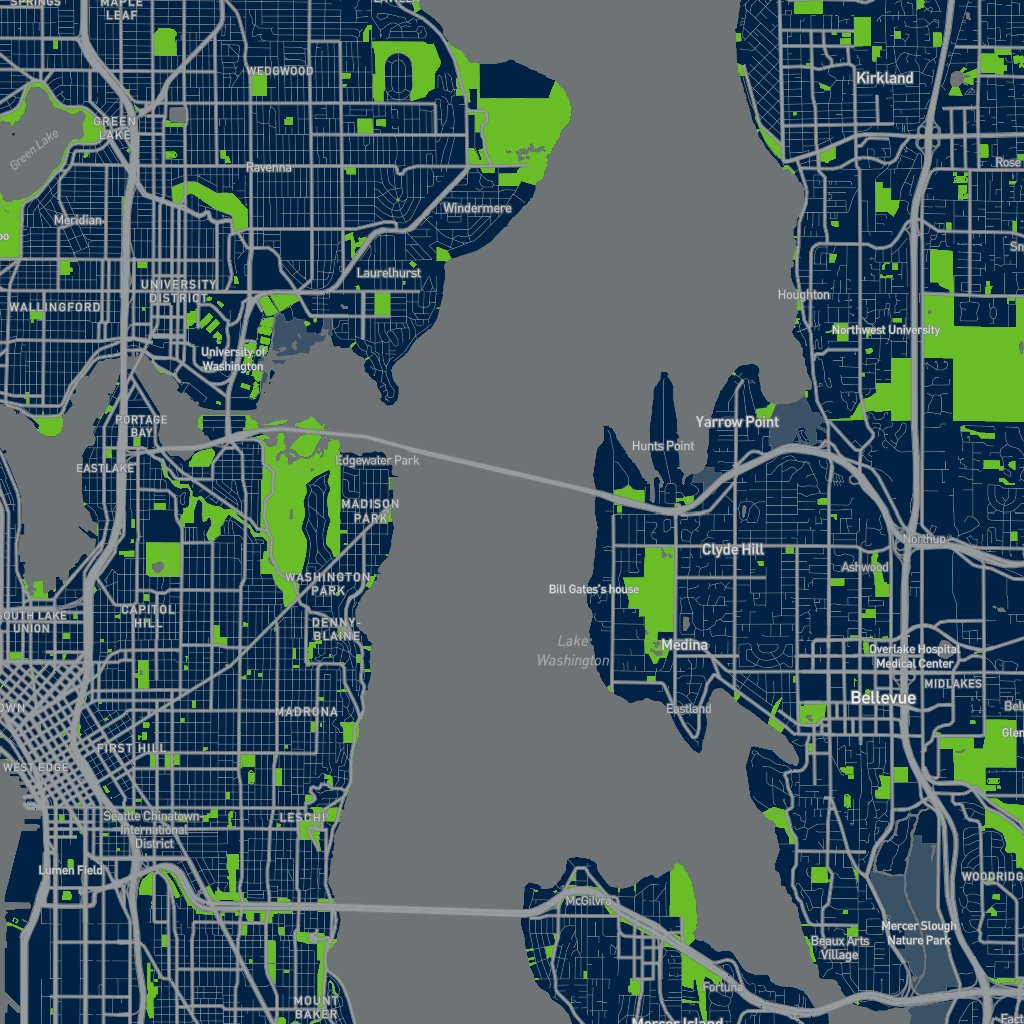 SPRINGS
MAPLE
LEAF
WEDGWOOD
Kirkland
GREEN
LAKE
Green Lake
Ravenna
Rose
Windermere
Meridian
Laurelhurst
UNIVERSITY
DISTRICT
WALLINGFORD
Houghton
Northwest University
University of
Washington
PORTAGE
BAY
Yarrow Point
Hunts Point
Edgewater Park
EASTLAKE
MADISON
PARK
Northup
Clyde Hill
Ashwood
WASHINGTON
PARK
Bill Gates's house
CAPITOL
HILL
SOUTH LAKE
UNION
DENNY-
BLAINE
Lake
Washington
Medina
Overlake Hospital
Medical Center
MIDLAKES
Bellevue
Eastland
MADRONA
FIRST HILL
WEST EDGE
Seattle Chinatown-
International
District
LESCHI
Lumen Field
WOODRIDG
McGilvra
Mercer Slough
Nature Park
Beaux Arts
Village
Fortuna
MOUNT
BAKER
Mercer Island